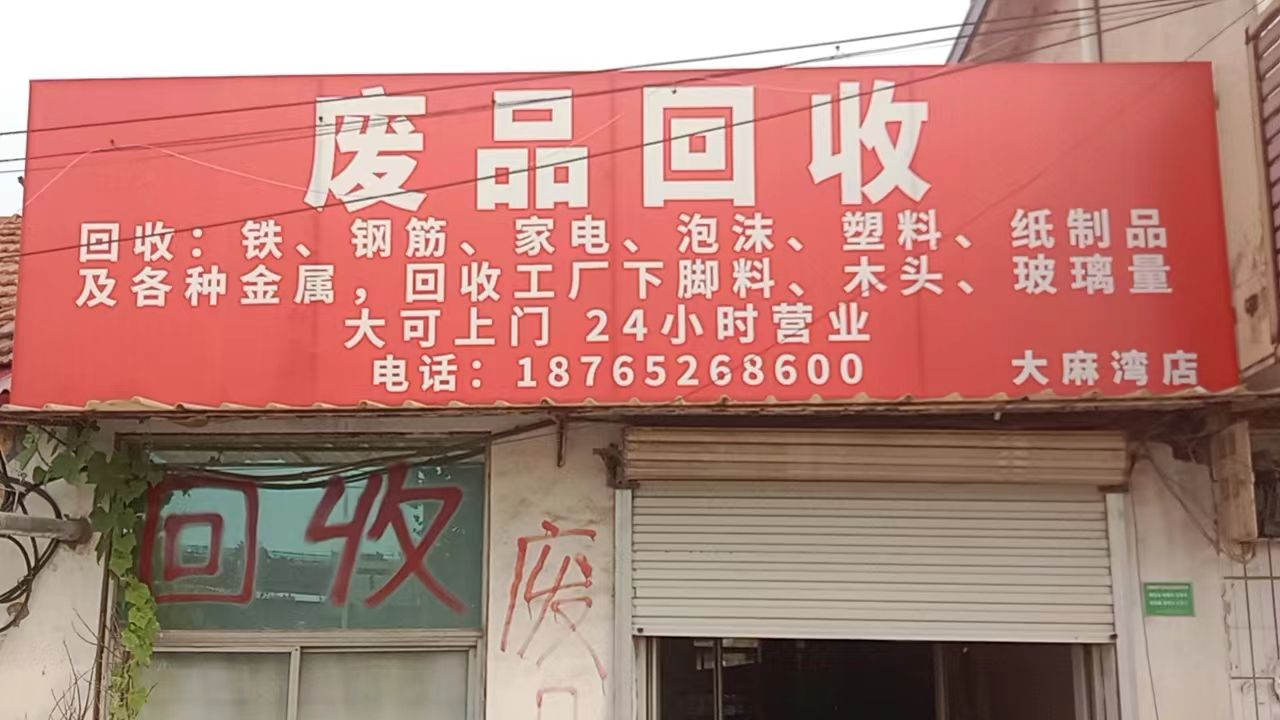 废品回收
回收：铁、钢筋、家电、泡沫、塑料、纸制品
及各种金属，回收工厂下脚料、木头、玻璃量
大可上门 24小时营业
电话：18765268600
大麻湾店
回收
废